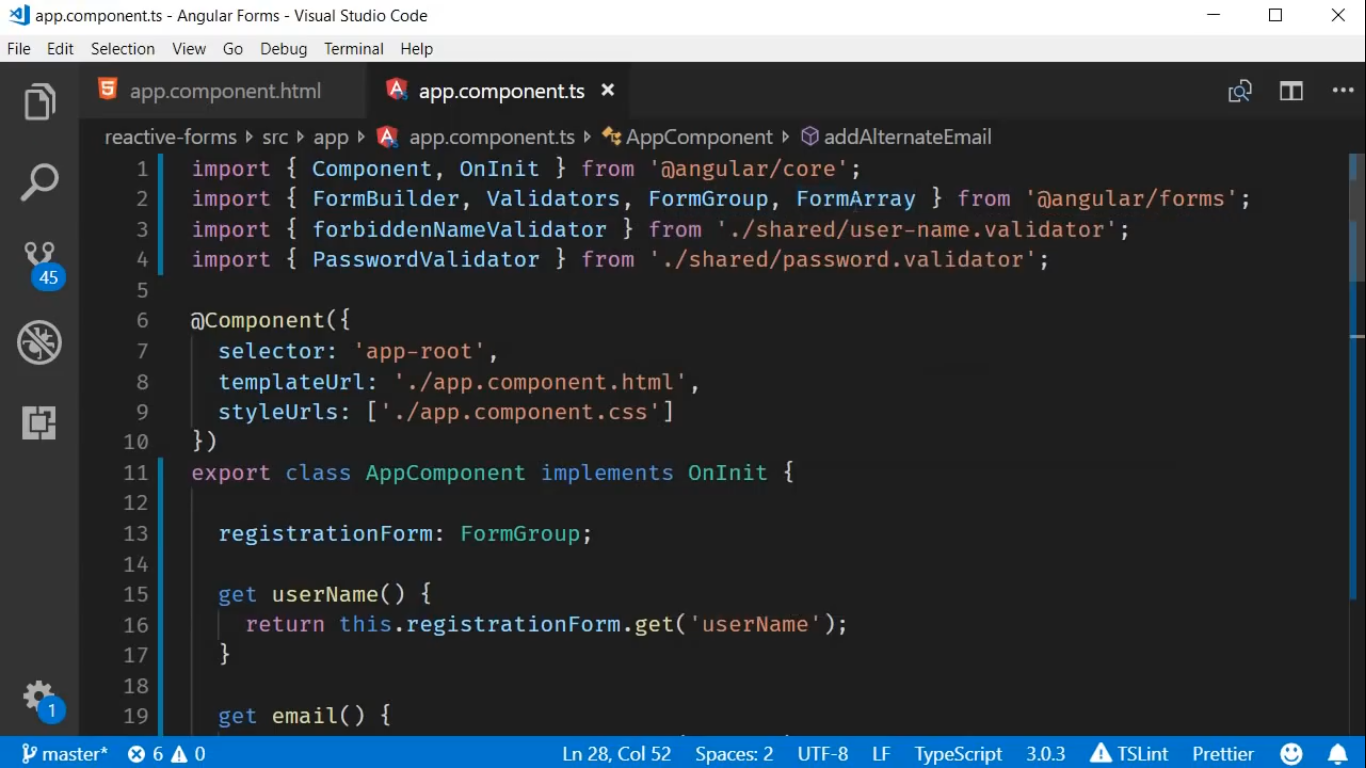 app.component.ts - Angular Forms - Visual Studio Code
File Edit Selection View Go Debug Terminal Help
app.component.html app.component.ts
reactive-forms src app app.component.ts AppComponent addAlternateEmail
1 import { Component, OnInit } from '@angular/core';
2 import { FormBuilder, Validators, FormGroup, FormArray } from '@angular/forms';
3 import { forbiddenNameValidator } from './shared/user-name.validator';
4 import { PasswordValidator } from './shared/password.validator';
5
6 @Component({
7 selector: 'app-root',
8 templateUrl: './app.component.html',
9 styleUrls: ['./app.component.css']
10 })
11 export class AppComponent implements OnInit {
12
13 registrationForm: FormGroup;
14
15 get userName() {
16 return this.registrationForm.get('userName');
17 }
18
19 get email() {
45
1
master* 6 0 Ln 28, Col 52 Spaces: 2 UTF-8 LF TypeScript 3.0.3 TSLint Prettier